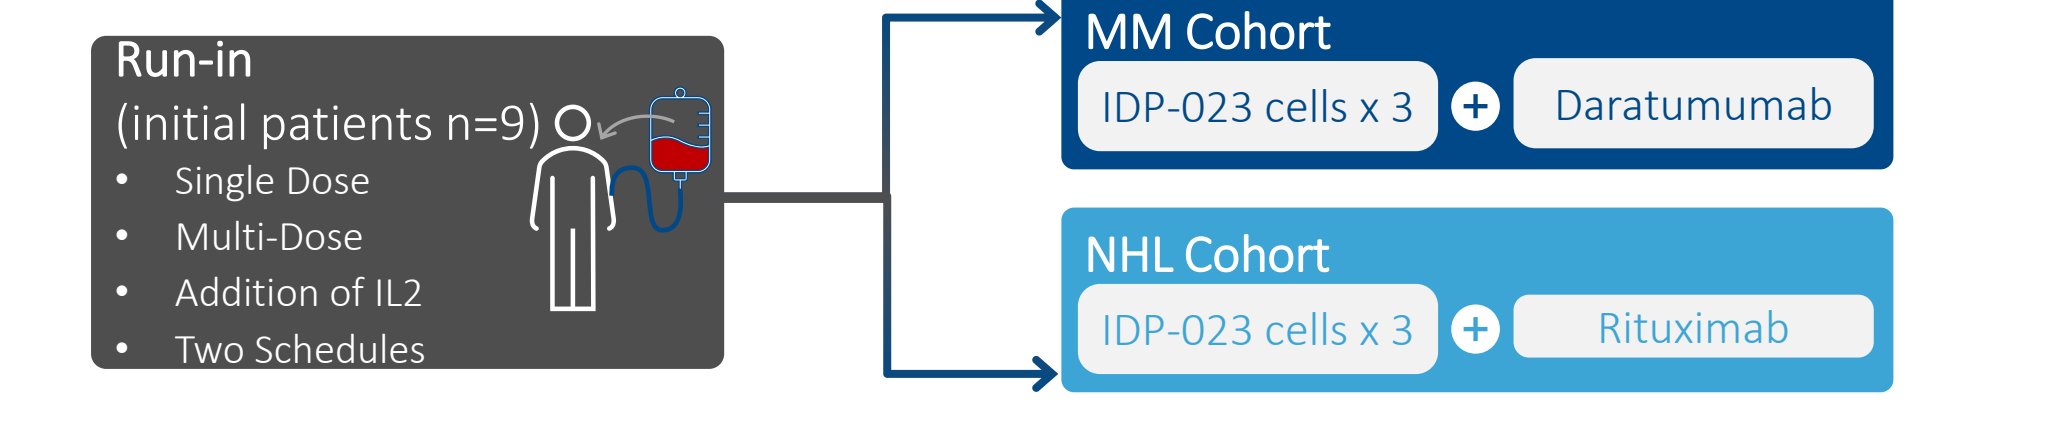 Run-in
(initial patients n=9)
• Single Dose
• Multi-Dose
• Addition of IL2
• Two Schedules
MM Cohort
IDP-023 cells x 3 + Daratumumab
NHL Cohort
IDP-023 cells x 3 + Rituximab